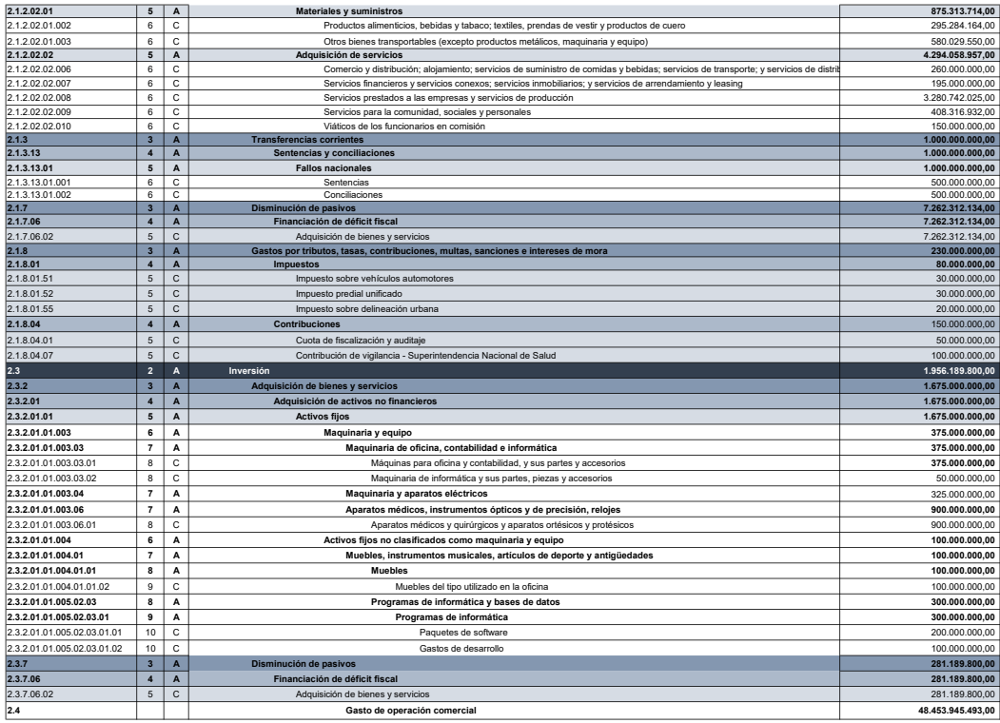 2.1.2.02.01 5 A Materiales y suministros 875.313.714,00
2.1.2.02.01.002 6 C Productos alimenticios, bebidas y tabaco; textiles, prendas de vestir y productos de cuero 295.284.164,00
2.1.2.02.01.003 6 C Otros bienes transportables (excepto productos metálicos, maquinaria y equipo) 580.029.550,00
2.1.2.02.02 5 A Adquisición de servicios 4.294.058.957,00
2.1.2.02.02.006 6 C Comercio y distribución; alojamiento; servicios de suministro de comidas y bebidas; servicios de transporte; y servicios de distrib 260.000.000,00
2.1.2.02.02.007 6 C Servicios financieros y servicios conexos; servicios inmobiliarios; y servicios de arrendamiento y leasing 195.000.000,00
2.1.2.02.02.008 6 C Servicios prestados a las empresas y servicios de producción 3.280.742.025,00
2.1.2.02.02.009 6 C Servicios para la comunidad, sociales y personales 408.316.932,00
2.1.2.02.02.010 6 C Viáticos de los funcionarios en comisión 150.000.000,00
2.1.3 3 A Transferencias corrientes 1.000.000.000,00
2.1.3.13 4 A Sentencias y conciliaciones 1.000.000.000,00
2.1.3.13.01 5 A Fallos nacionales 1.000.000.000,00
2.1.3.13.01.001 6 C Sentencias 500.000.000,00
2.1.3.13.01.002 6 C Conciliaciones 500.000.000,00
2.1.7 3 A Disminución de pasivos 7.262.312.134,00
2.1.7.06 4 A Financiación de déficit fiscal 7.262.312.134,00
2.1.7.06.02 5 C Adquisición de bienes y servicios 7.262.312.134,00
2.1.8 3 A Gastos por tributos, tasas, contribuciones, multas, sanciones e intereses de mora 230.000.000,00
2.1.8.01 4 A Impuestos 80.000.000,00
2.1.8.01.51 5 C Impuesto sobre vehículos automotores 30.000.000,00
2.1.8.01.52 5 C Impuesto predial unificado 30.000.000,00
2.1.8.01.55 5 C Impuesto sobre delineación urbana 20.000.000,00
2.1.8.04 4 A Contribuciones 150.000.000,00
2.1.8.04.01 5 C Cuota de fiscalización y auditaje 50.000.000,00
2.1.8.04.07 5 C Contribución de vigilancia - Superintendencia Nacional de Salud 100.000.000,00
2.3 2 A Inversión 1.956.189.800,00
2.3.2 3 A Adquisición de bienes y servicios 1.675.000.000,00
2.3.2.01 4 A Adquisición de activos no financieros 1.675.000.000,00
2.3.2.01.01 5 A Activos fijos 1.675.000.000,00
2.3.2.01.01.003 6 A Maquinaria y equipo 375.000.000,00
2.3.2.01.01.003.03 7 A Maquinaria de oficina, contabilidad e informática 375.000.000,00
2.3.2.01.01.003.03.01 8 C Máquinas para oficina y contabilidad, y sus partes y accesorios 375.000.000,00
2.3.2.01.01.003.03.02 8 C Maquinaria de informática y sus partes, piezas y accesorios 50.000.000,00
2.3.2.01.01.003.04 7 A Maquinaria y aparatos eléctricos 325.000.000,00
2.3.2.01.01.003.06 7 A Aparatos médicos, instrumentos ópticos y de precisión, relojes 900.000.000,00
2.3.2.01.01.003.06.01 8 C Aparatos médicos y quirúrgicos y aparatos ortésicos y protésicos 900.000.000,00
2.3.2.01.01.004 6 A Activos fijos no clasificados como maquinaria y equipo 100.000.000,00
2.3.2.01.01.004.01 7 A Muebles, instrumentos musicales, artículos de deporte y antigüedades 100.000.000,00
2.3.2.01.01.004.01.01 8 A Muebles 100.000.000,00
2.3.2.01.01.004.01.01.02 9 C Muebles del tipo utilizado en la oficina 100.000.000,00
2.3.2.01.01.005.02.03 8 A Programas de informática y bases de datos 300.000.000,00
2.3.2.01.01.005.02.03.01 9 A Programas de informática 300.000.000,00
2.3.2.01.01.005.02.03.01.01 10 C Paquetes de software 200.000.000,00
2.3.2.01.01.005.02.03.01.02 10 C Gastos de desarrollo 100.000.000,00
2.3.7 3 A Disminución de pasivos 281.189.800,00
2.3.7.06 4 A Financiación de déficit fiscal 281.189.800,00
2.3.7.06.02 5 C Adquisición de bienes y servicios 281.189.800,00
2.4 Gasto de operación comercial 48.453.945.493,00